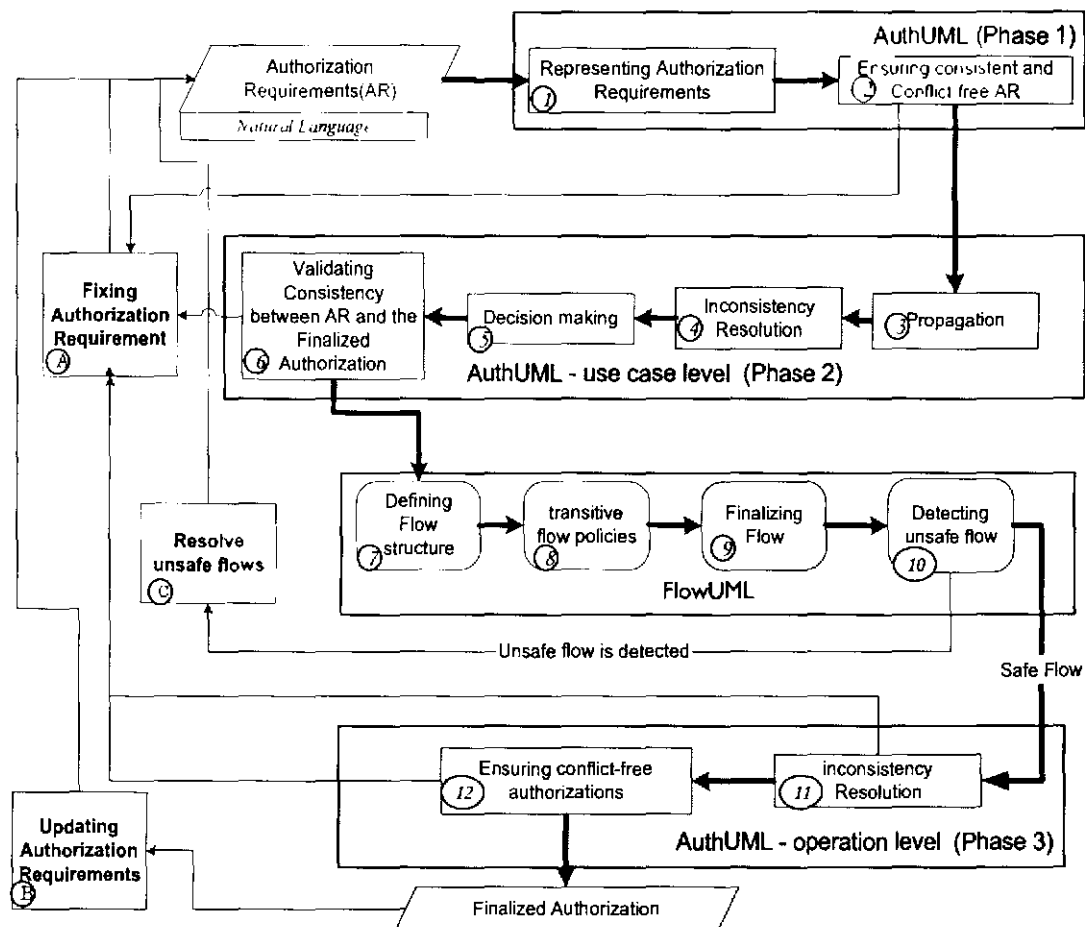 AuthUML (Phase 1)
Authorization
Requirements(AR)
Natural Language
Representing Authorization
Requirements
1
Ensuring consistent and
Conflict free AR
2
Fixing
Authorization
Requirement
A
Validating
Consistency
between AR and the
Finalized
Authorization
6
Decision making
5
Inconsistency
Resolution
4
Propagation
3
AuthUML - use case level (Phase 2)
Resolve
unsafe flows
C
Defining
Flow
structure
7
transitive
flow policies
8
Finalizing
Flow
9
Detecting
unsafe flow
10
FlowUML
Unsafe flow is detected
Safe Flow
Ensuring conflict-free
authorizations
12
inconsistency
Resolution
11
AuthUML - operation level (Phase 3)
Updating
Authorization
Requirements
B
Finalized Authorization